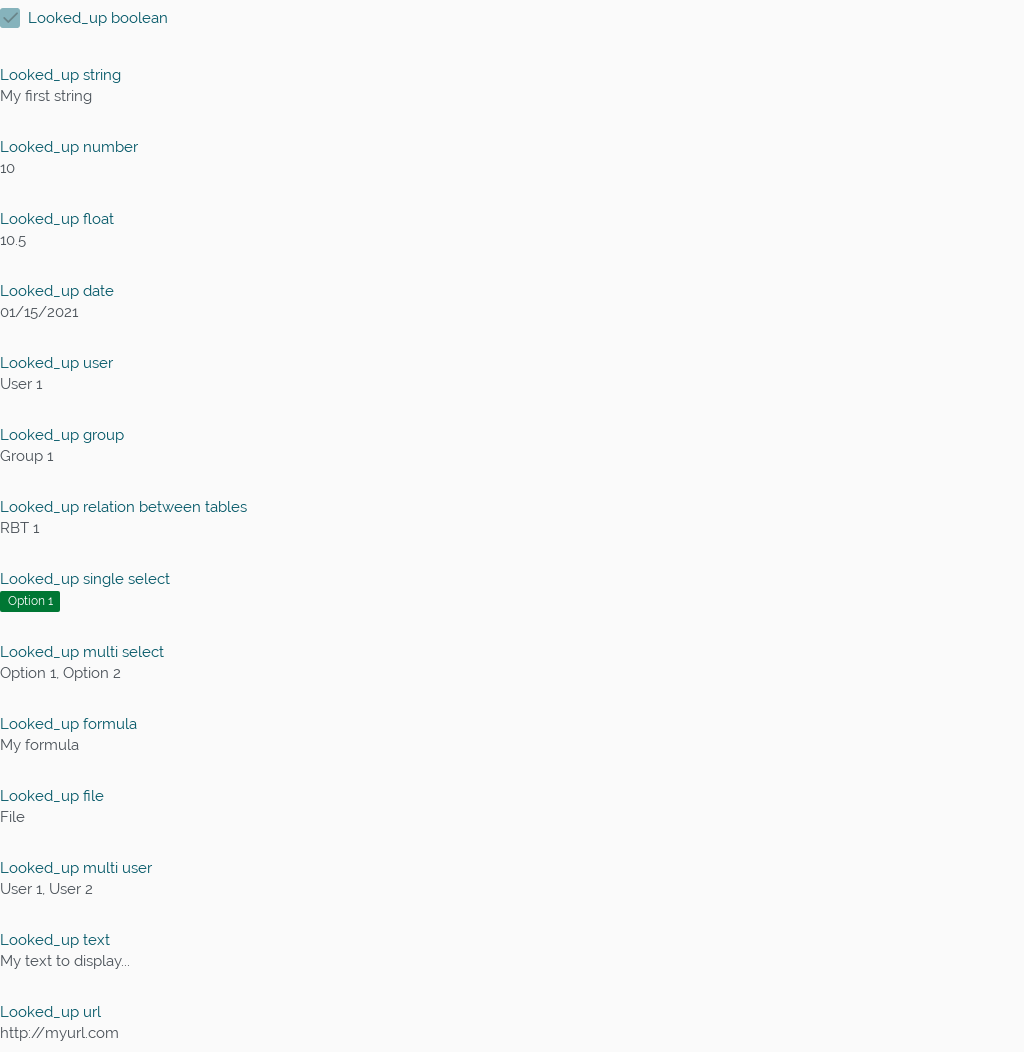 Looked_up boolean
Looked_up string
My first string
Looked_up number
10
Looked_up float
10.5
Looked_up date
01/15/2021
Looked_up user
User 1
Looked_up group
Group 1
Looked_up relation between tables
RBT 1
Looked_up single select
Option 1
Looked_up multi select
Option 1, Option 2
Looked_up formula
My formula
Looked_up file
File
Looked_up multi user
User 1, User 2
Looked_up text
My text to display...
Looked_up url
http://myurl.com